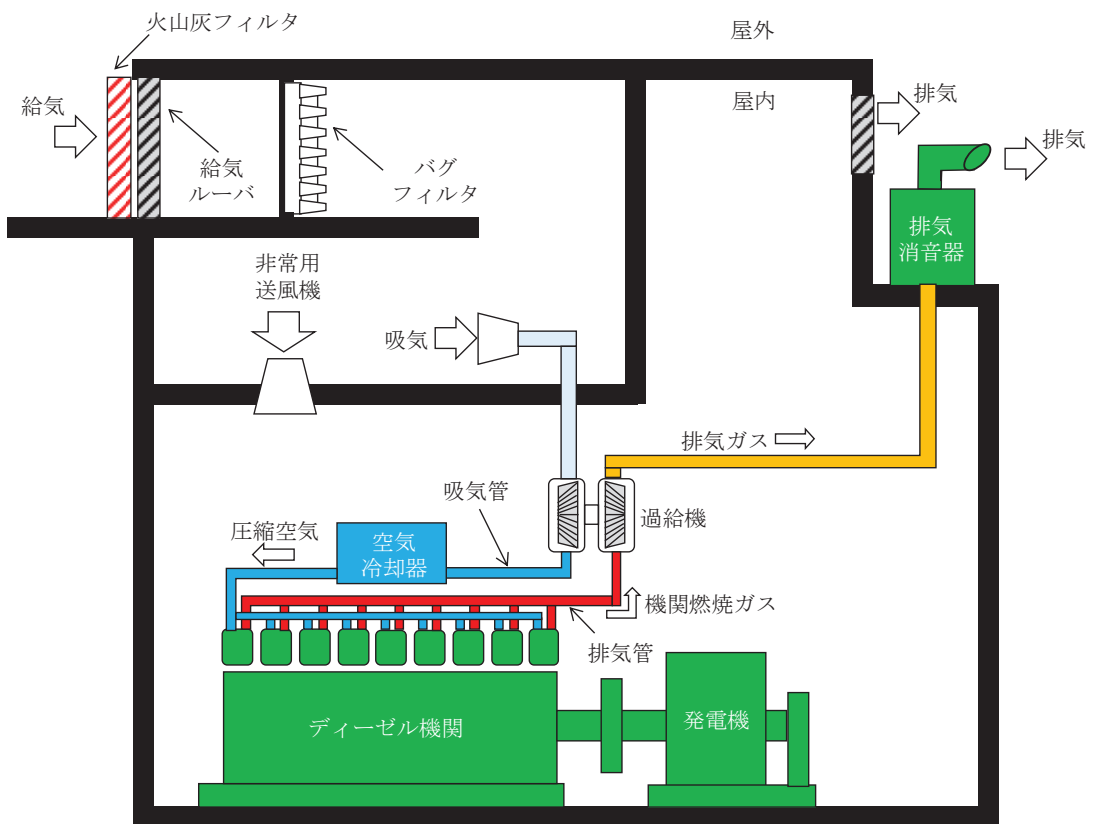 火山灰フィルタ
屋外
給気
屋内
排気
排気
給気
ルーバ
バグ
フィルタ
排気
消音器
非常用
送風機
吸気
排気ガス
吸気管
過給機
圧縮空気
空気
冷却器
機関燃焼ガス
排気管
ディーゼル機関
発電機